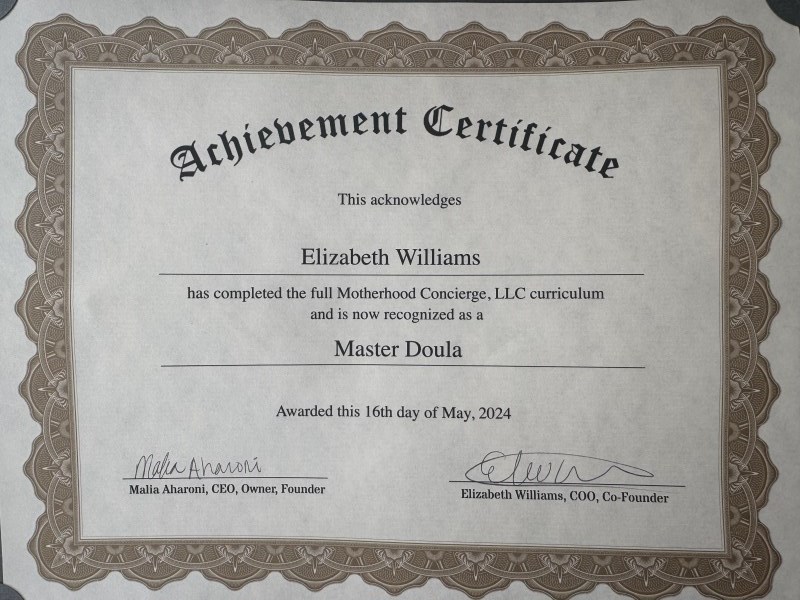 Achievement Certificate
This acknowledges
Elizabeth Williams
has completed the full Motherhood Concierge, LLC curriculum
and is now recognized as a
Master Doula
Awarded this 16th day of May, 2024
Malia Aharoni
Malia Aharoni, CEO, Owner, Founder
Elizabeth Williams, COO, Co-Founder